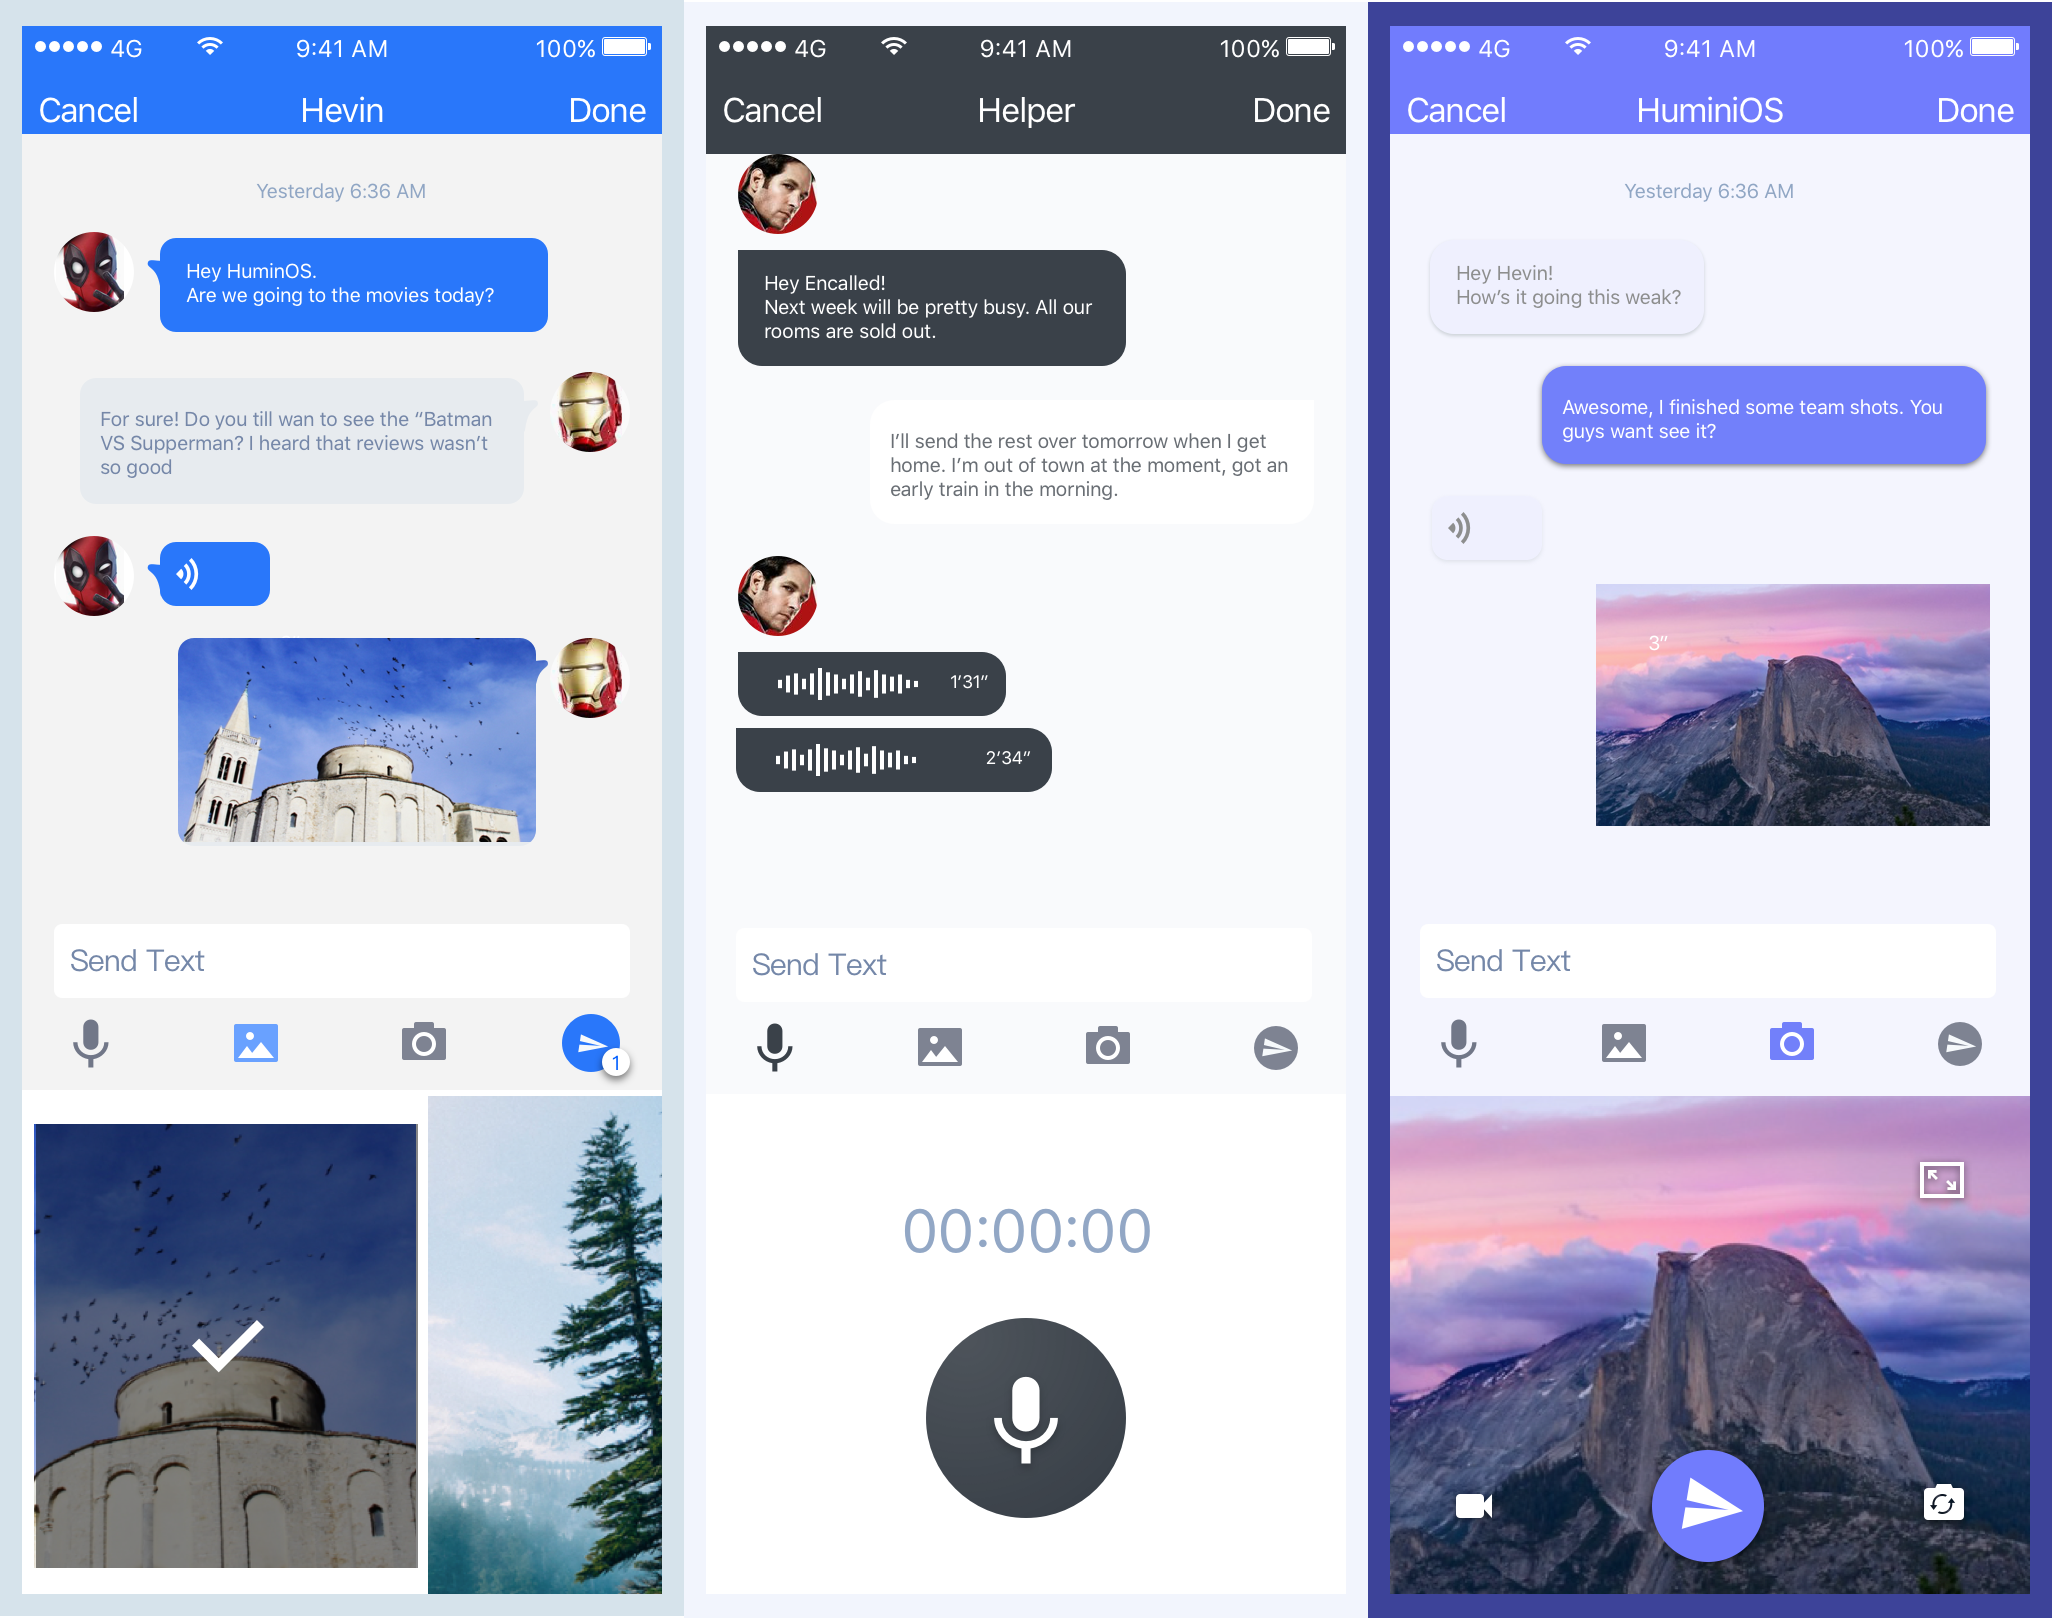 4G 9:41 AM 100%
Cancel Hevin Done
Yesterday 6:36 AM
Hey HuminOS.
Are we going to the movies today?
For sure! Do you till wan to see the “Batman
VS Supperman? I heard that reviews wasn’t
so good
Send Text
1
4G 9:41 AM 100%
Cancel Helper Done
Hey Encalled!
Next week will be pretty busy. All our
rooms are sold out.
I’ll send the rest over tomorrow when I get
home. I’m out of town at the moment, got an
early train in the morning.
1’31”
2’34”
Send Text
00:00:00
4G 9:41 AM 100%
Cancel HuminiOS Done
Yesterday 6:36 AM
Hey Hevin!
How’s it going this weak?
Awesome, I finished some team shots. You
guys want see it?
3”
Send Text